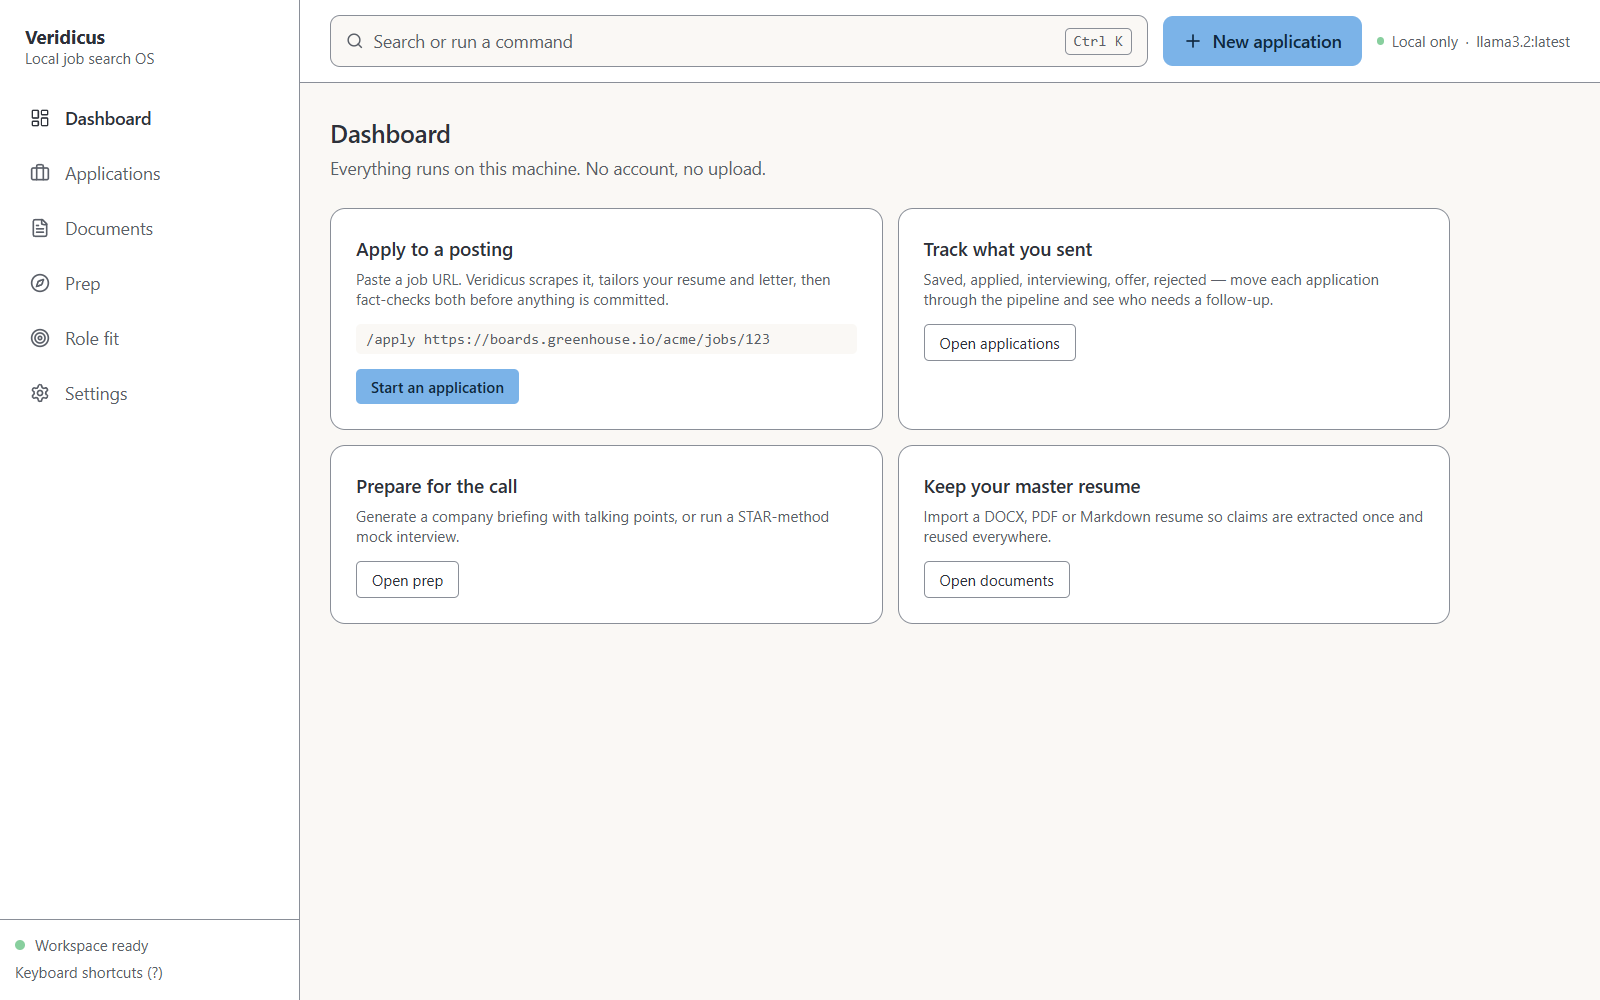 Veridicus
Local job search OS
Dashboard
Applications
Documents
Prep
Role fit
Settings
Workspace ready
Keyboard shortcuts (?)
Search or run a command
Ctrl K
New application
Local only · llama3.2:latest
Dashboard
Everything runs on this machine. No account, no upload.
Apply to a posting
Paste a job URL. Veridicus scrapes it, tailors your resume and letter, then
fact-checks both before anything is committed.
/apply https://boards.greenhouse.io/acme/jobs/123
Start an application
Track what you sent
Saved, applied, interviewing, offer, rejected — move each application
through the pipeline and see who needs a follow-up.
Open applications
Prepare for the call
Generate a company briefing with talking points, or run a STAR-method
mock interview.
Open prep
Keep your master resume
Import a DOCX, PDF or Markdown resume so claims are extracted once and
reused everywhere.
Open documents